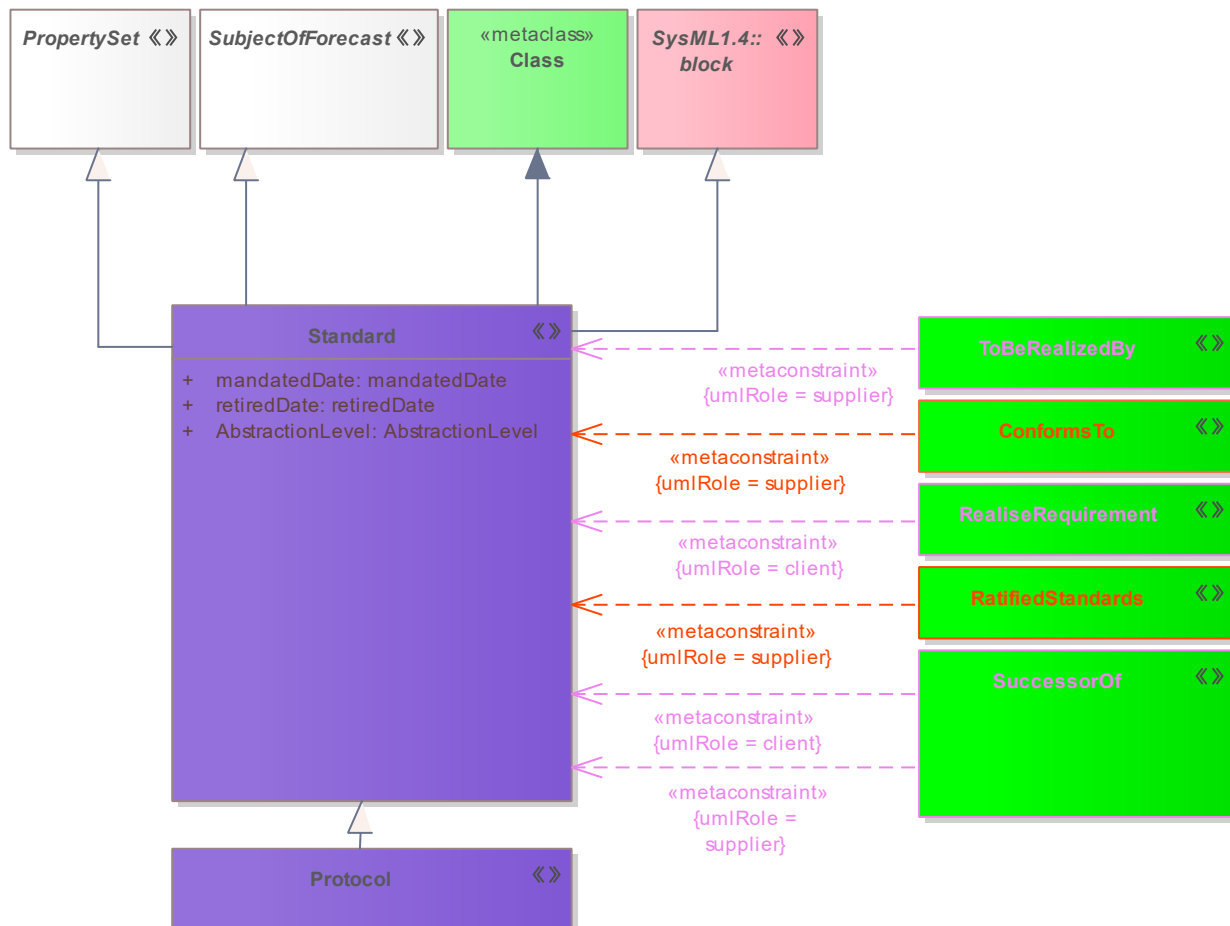 PropertySet «»
SubjectOfForecast «»
«metaclass»
Class
SysML1.4:: «»
block
Standard «»
+ mandatedDate: mandatedDate
+ retiredDate: retiredDate
+ AbstractionLevel: AbstractionLevel
ToBeRealizedBy «»
«metaconstraint»
{umlRole = supplier}
ConformsTo «»
«metaconstraint»
{umlRole = supplier}
RealiseRequirement «»
«metaconstraint»
{umlRole = client}
RatifiedStandards «»
«metaconstraint»
{umlRole = supplier}
SuccessorOf «»
«metaconstraint»
{umlRole = client}
«metaconstraint»
{umlRole =
supplier}
Protocol «»